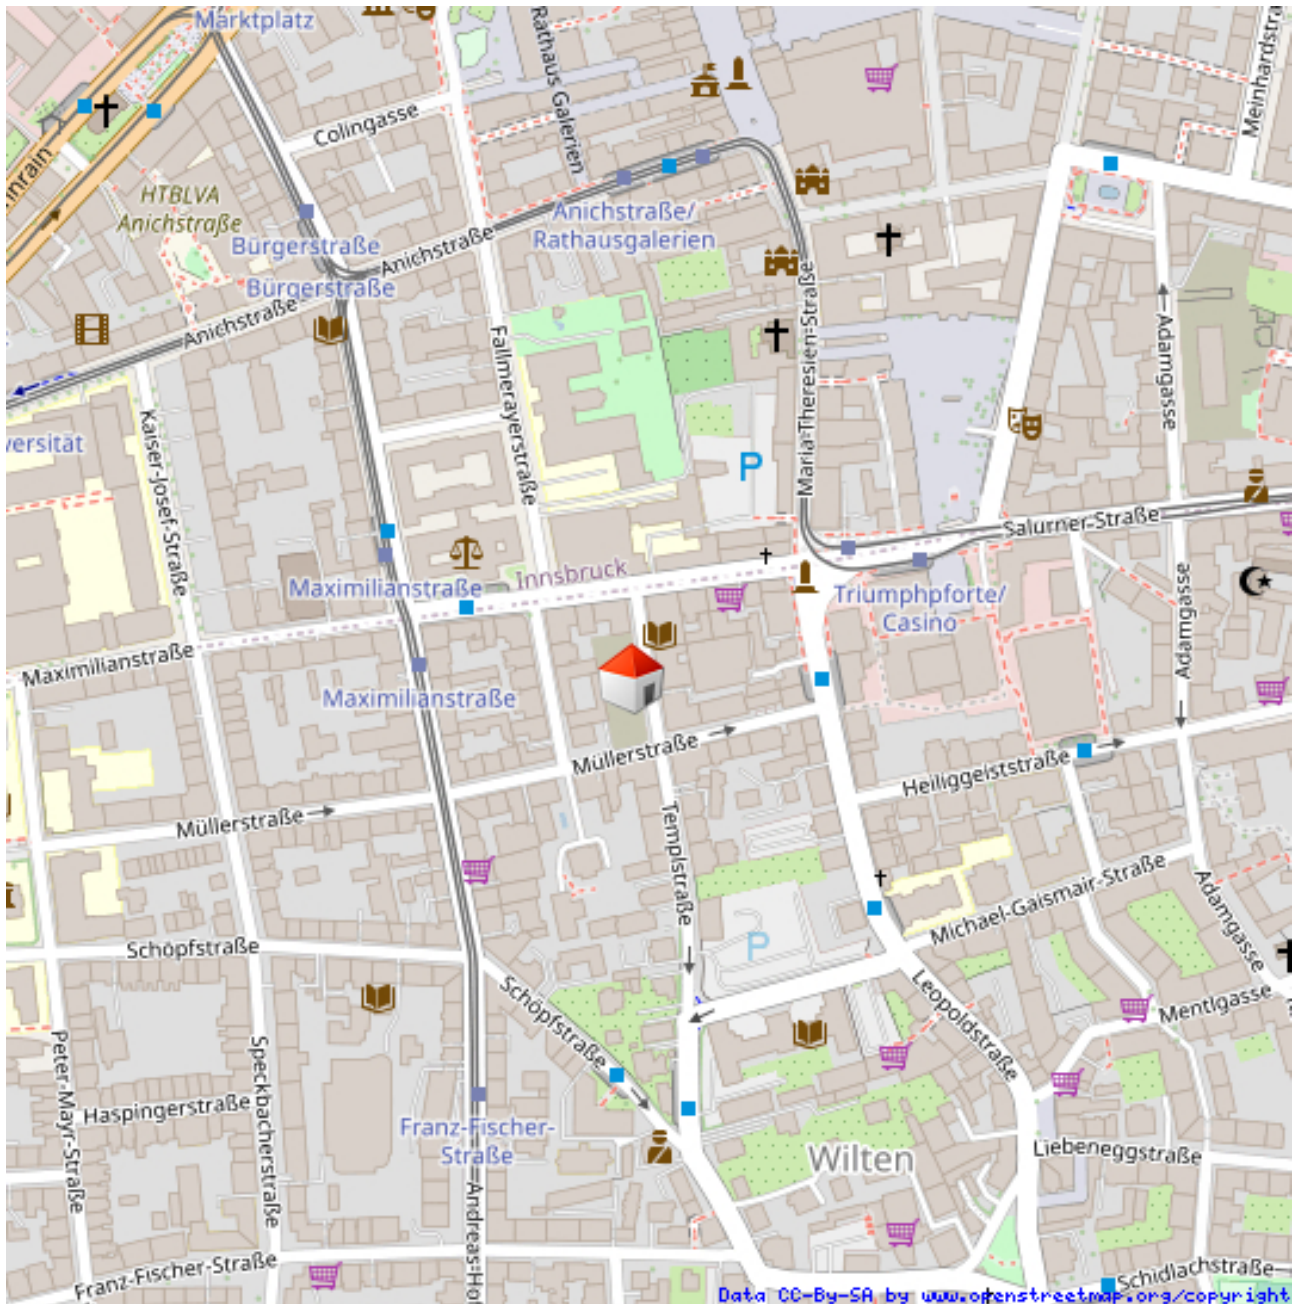 Marktplatz
Rathaus Galerien
Meinhardstra
Colingasse
nnrain
HTBLVA
Anichstraße
Anichstraße/
Rathausgalerien
Bürgerstraße
Anichstraße
Bürgerstraße
Anichstraße
Maria-Theresien-Straße
Adamgasse
Fallmerayerstraße
Kaiser-Josef-Straße
versität
P
Salurner-Straße
Innsbruck
Maximilianstraße
Triumphpforte/
Casino
Adamgasse
Maximilianstraße
Maximilianstraße
Müllerstraße
Heiliggeiststraße
Müllerstraße
Templstraße
Michael-Gaismair-Straße
Adamgasse
Schöpfstraße
P
Schöpfstraße
Leopoldstraße
Mentlgasse
Peter-Mayr-Straße
Speckbacherstraße
Haspingerstraße
Franz-Fischer-
Straße
Wilten
Liebeneggstraße
Andreas-Hof
Franz-Fischer-Straße
Schidlachstraße
Data CC-By-SA by www.openstreetmap.org/copyright